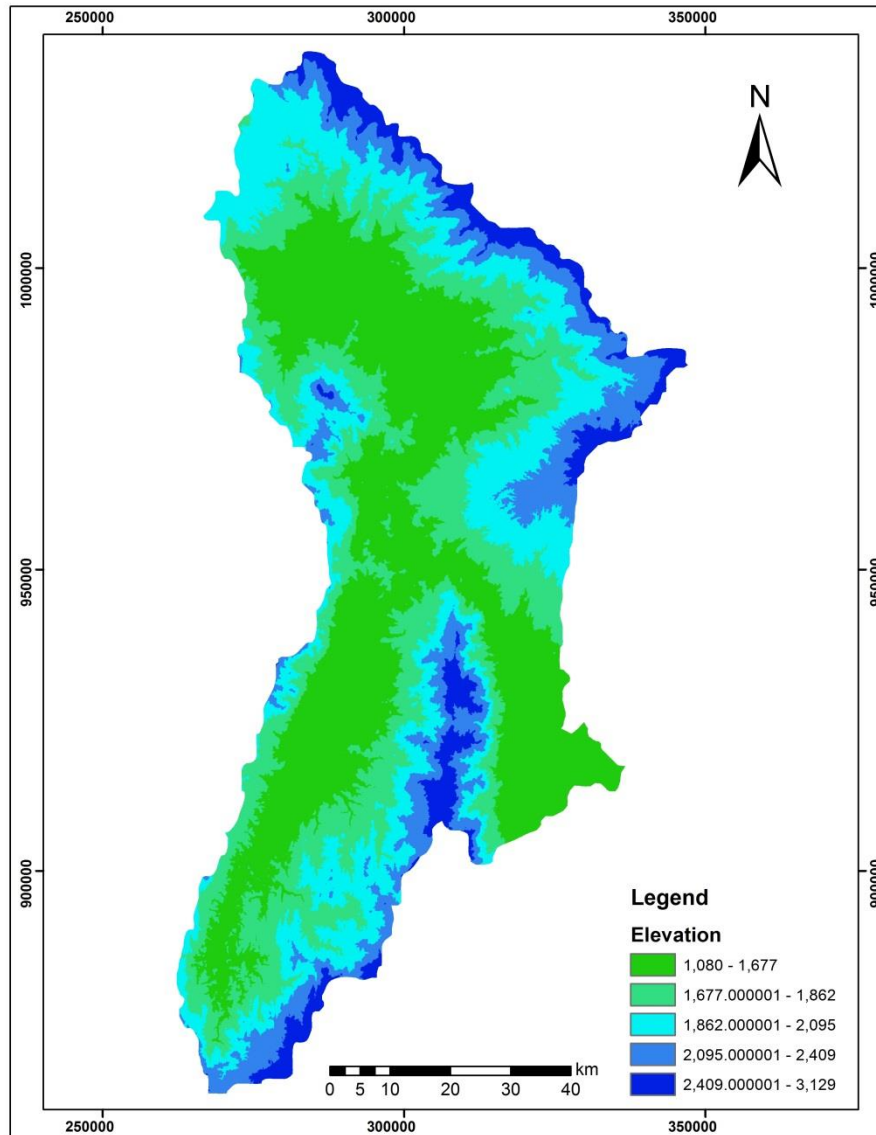 250000 300000 350000
N
1000000 1000000
950000 950000
900000 900000
Legend
Elevation
1,080 - 1,677
1,677.000001 - 1,862
1,862.000001 - 2,095
2,095.000001 - 2,409
2,409.000001 - 3,129
km
0 5 10 20 30 40
250000 300000 350000